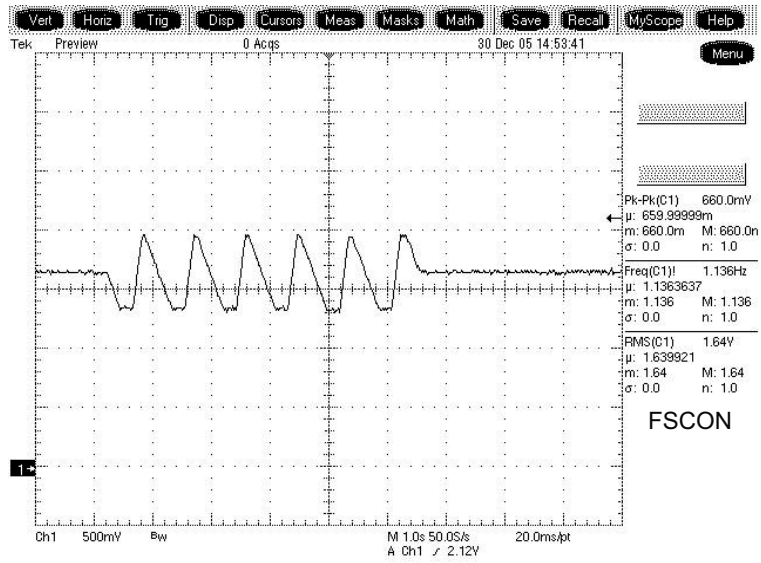 Vert Horiz Trig Disp Cursors Meas Masks Math Save Recall MyScope Help
Tek Preview 0 Acqs 30 Dec 05 14:53:41
Menu
Pk-Pk(C1) 660.0mV
µ: 659.99999m
m: 660.0m M: 660.0n
σ: 0.0 n: 1.0
Freq(C1)! 1.136Hz
µ: 1.1363637
m: 1.136 M: 1.136
σ: 0.0 n: 1.0
RMS(C1) 1.64V
µ: 1.639921
m: 1.64 M: 1.64
σ: 0.0 n: 1.0
FSCON
1
Ch1 500mV Bw M 1.0s 50.0S/s 20.0ms/pt
A Ch1 ∕ 2.12V